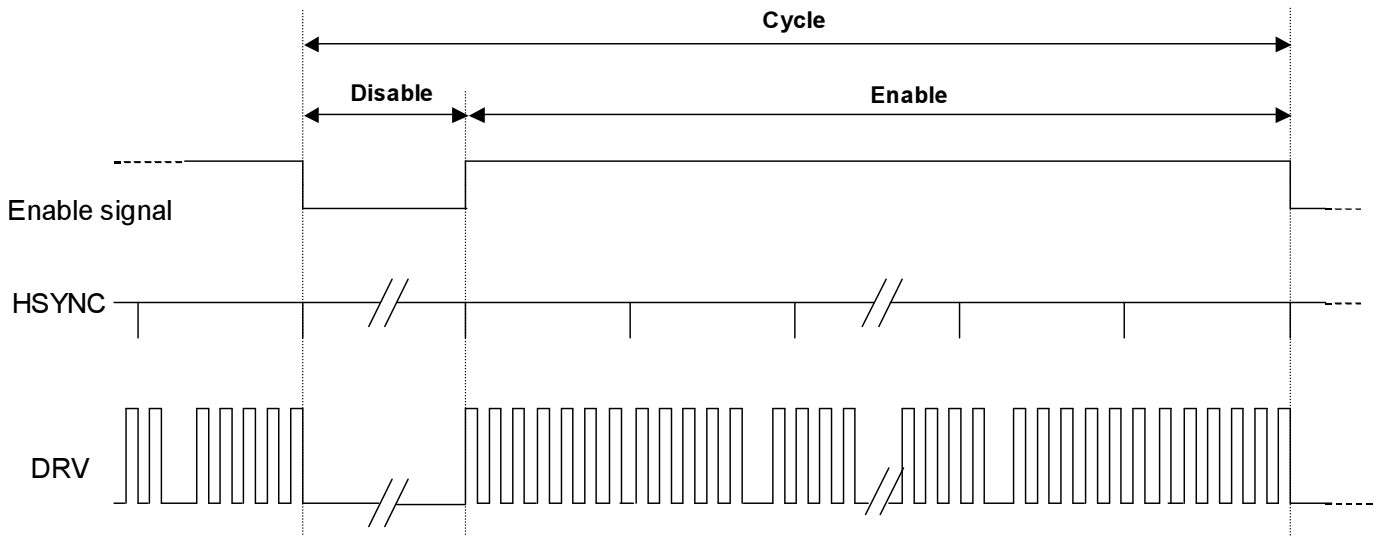 Cycle
Disable
Enable
Enable signal
HSYNC
DRV